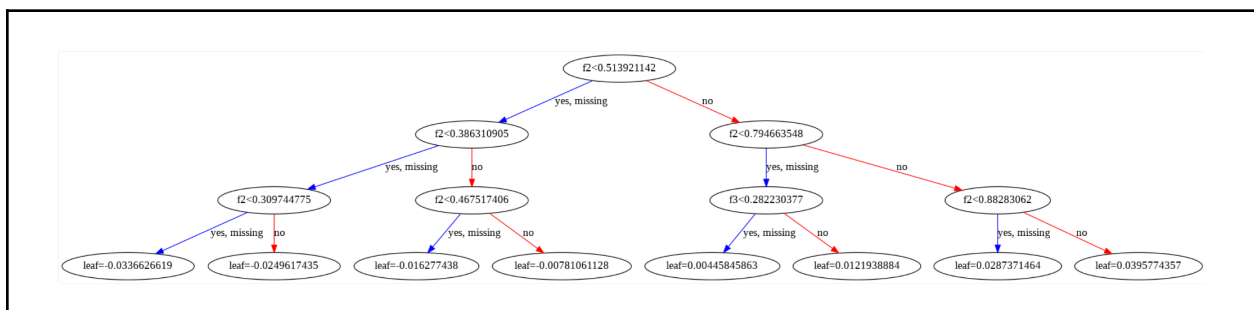 f2<0.513921142
yes, missing no
f2<0.386310905 f2<0.794663548
yes, missing no yes, missing no
f2<0.309744775 f2<0.467517406 f3<0.282230377 f2<0.88283062
yes, missing no yes, missing no yes, missing no yes, missing no
leaf=-0.0336626619 leaf=-0.0249617435 leaf=-0.016277438 leaf=-0.00781061128 leaf=0.00445845863 leaf=0.0121938884 leaf=0.0287371464 leaf=0.0395774357